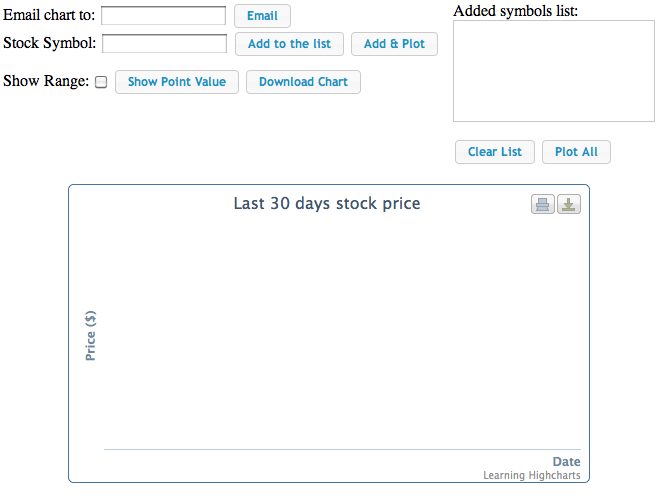 Email chart to: Email
Stock Symbol: Add to the list Add & Plot
Show Range: Show Point Value Download Chart
Added symbols list:
Clear List Plot All
Last 30 days stock price
Price ($)
Date
Learning Highcharts